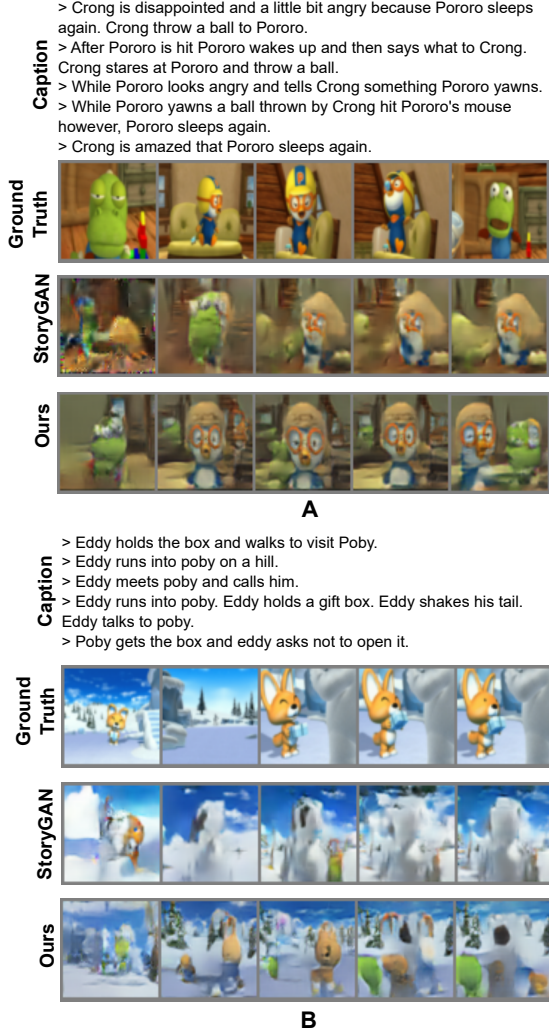 > Crong is disappointed and a little bit angry because Pororo sleeps
again. Crong throw a ball to Pororo.
> After Pororo is hit Pororo wakes up and then says what to Crong.
Crong stares at Pororo and throw a ball.
> While Pororo looks angry and tells Crong something Pororo yawns.
> While Pororo yawns a ball thrown by Crong hit Pororo's mouse
however, Pororo sleeps again.
> Crong is amazed that Pororo sleeps again.
Caption
Ground
Truth
StoryGAN
Ours
A
> Eddy holds the box and walks to visit Poby.
> Eddy runs into poby on a hill.
> Eddy meets poby and calls him.
> Eddy runs into poby. Eddy holds a gift box. Eddy shakes his tail.
Eddy talks to poby.
> Poby gets the box and eddy asks not to open it.
Caption
Ground
Truth
StoryGAN
Ours
B